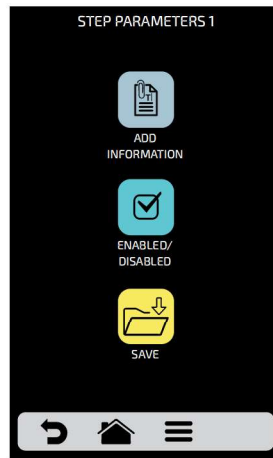 STEP PARAMETERS 1
ADD
INFORMATION
ENABLED/
DISABLED
SAVE